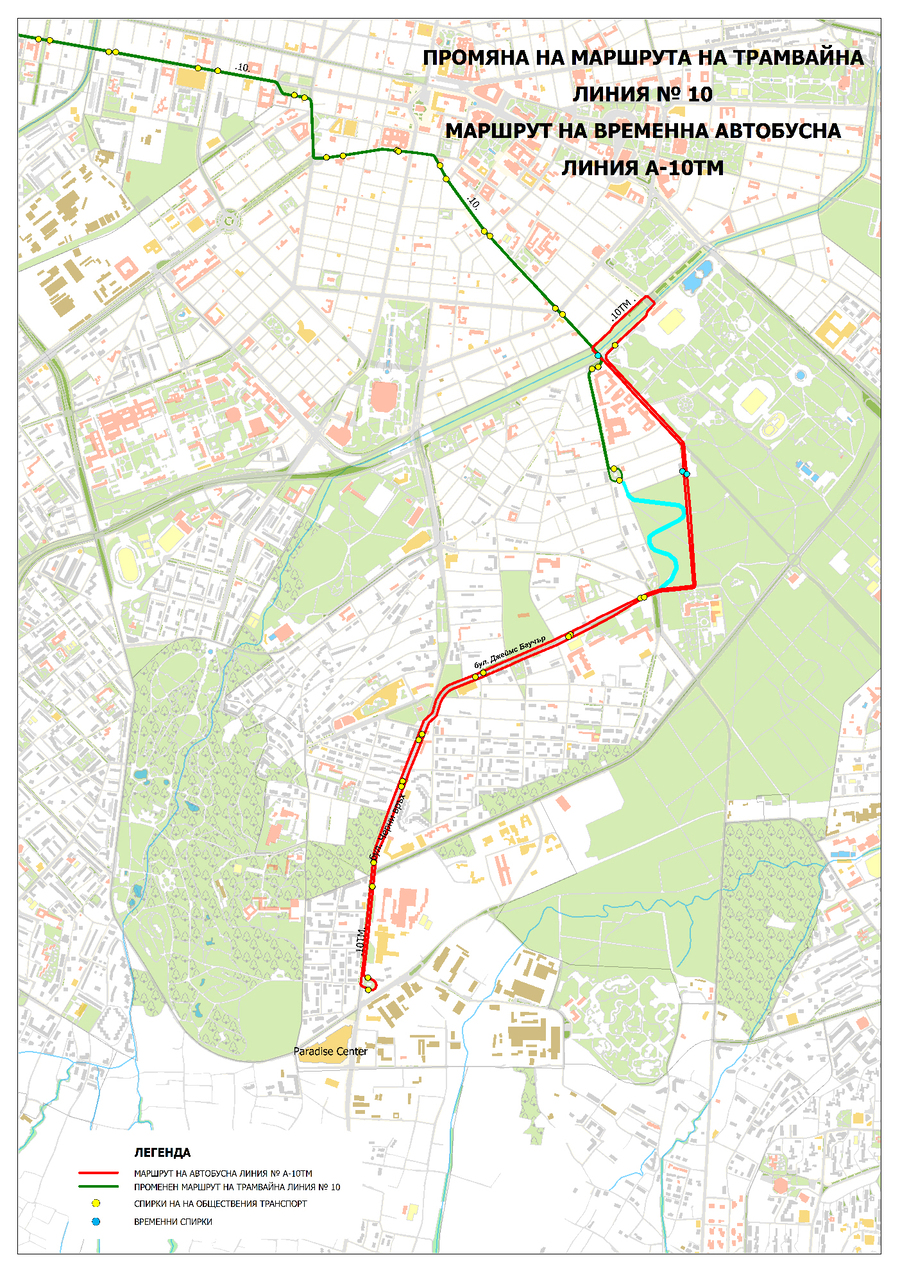 ПРОМЯНА НА МАРШРУТА НА ТРАМВАЙНА
ЛИНИЯ № 10
МАРШРУТ НА ВРЕМЕННА АВТОБУСНА
ЛИНИЯ А-10ТМ
.10.
.10.
.10ТМ.
бул. Джеймс Баучър
бул. Черни връх
.10ТМ.
Paradise Center
ЛЕГЕНДА
МАРШРУТ НА АВТОБУСНА ЛИНИЯ № А-10ТМ
ПРОМЕНЕН МАРШРУТ НА ТРАМВАЙНА ЛИНИЯ № 10
СПИРКИ НА НА ОБЩЕСТВЕНИЯ ТРАНСПОРТ
ВРЕМЕННИ СПИРКИ